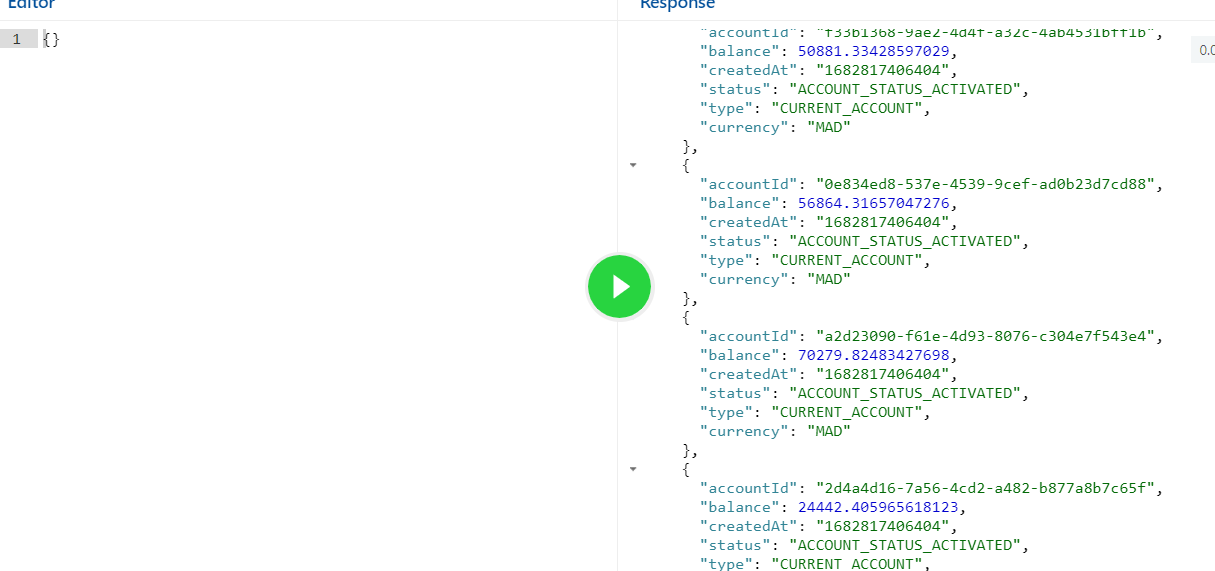 Editor
Response
1 {}
"accountId": "f33b1368-9ae2-4d4f-a32c-4ab4531bff1b",
"balance": 50881.33428597029,
"createdAt": "1682817406404",
"status": "ACCOUNT_STATUS_ACTIVATED",
"type": "CURRENT_ACCOUNT",
"currency": "MAD"
},
{
"accountId": "0e834ed8-537e-4539-9cef-ad0b23d7cd88",
"balance": 56864.31657047276,
"createdAt": "1682817406404",
"status": "ACCOUNT_STATUS_ACTIVATED",
"type": "CURRENT_ACCOUNT",
"currency": "MAD"
},
{
"accountId": "a2d23090-f61e-4d93-8076-c304e7f543e4",
"balance": 70279.82483427698,
"createdAt": "1682817406404",
"status": "ACCOUNT_STATUS_ACTIVATED",
"type": "CURRENT_ACCOUNT",
"currency": "MAD"
},
{
"accountId": "2d4a4d16-7a56-4cd2-a482-b877a8b7c65f",
"balance": 24442.405965618123,
"createdAt": "1682817406404",
"status": "ACCOUNT_STATUS_ACTIVATED",
"type": "CURRENT_ACCOUNT",